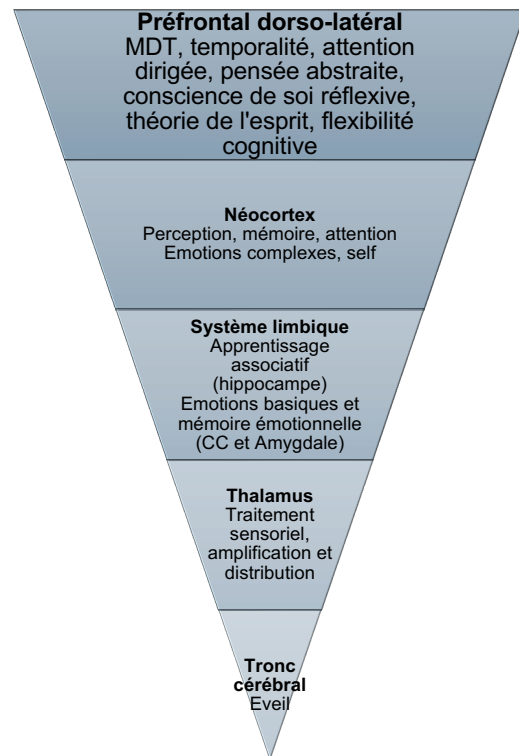 Préfrontal dorso-latéral
MDT, temporalité, attention
dirigée, pensée abstraite,
conscience de soi réflexive,
théorie de l'esprit, flexibilité
cognitive
Néocortex
Perception, mémoire, attention
Emotions complexes, self
Système limbique
Apprentissage
associatif
(hippocampe)
Emotions basiques et
mémoire émotionnelle
(CC et Amygdale)
Thalamus
Traitement
sensoriel,
amplification et
distribution
Tronc
cérébral
Eveil